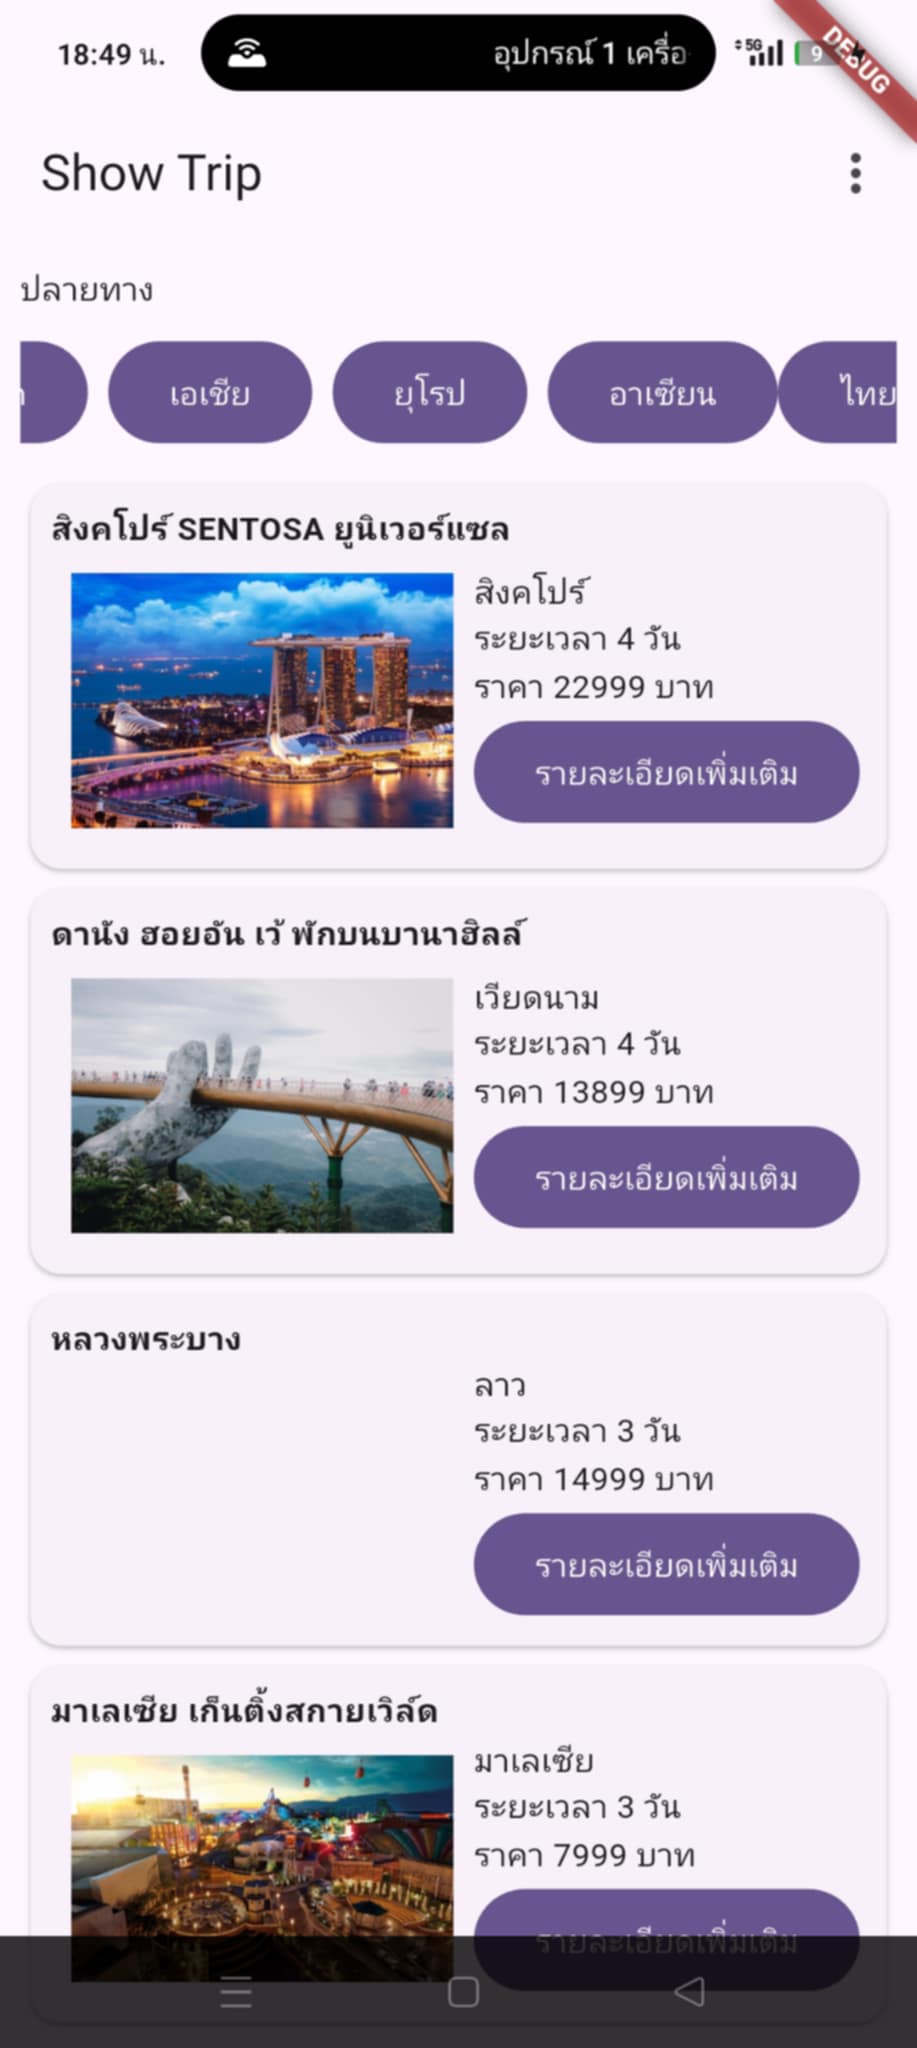 18:49 น.
อุปกรณ์ 1 เครื่อ
5G
9
DEBUG
Show Trip
ปลายทาง
เอเชีย
ยุโรป
อาเซียน
ไทย
สิงคโปร์ SENTOSA ยูนิเวอร์แซล
สิงคโปร์
ระยะเวลา 4 วัน
ราคา 22999 บาท
รายละเอียดเพิ่มเติม
ดานัง ฮอยอัน เว้ พักบนบานาฮิลล์
เวียดนาม
ระยะเวลา 4 วัน
ราคา 13899 บาท
รายละเอียดเพิ่มเติม
หลวงพระบาง
ลาว
ระยะเวลา 3 วัน
ราคา 14999 บาท
รายละเอียดเพิ่มเติม
มาเลเซีย เก็นติ้งสกายเวิล์ด
มาเลเซีย
ระยะเวลา 3 วัน
ราคา 7999 บาท
รายละเอียดเพิ่มเติม